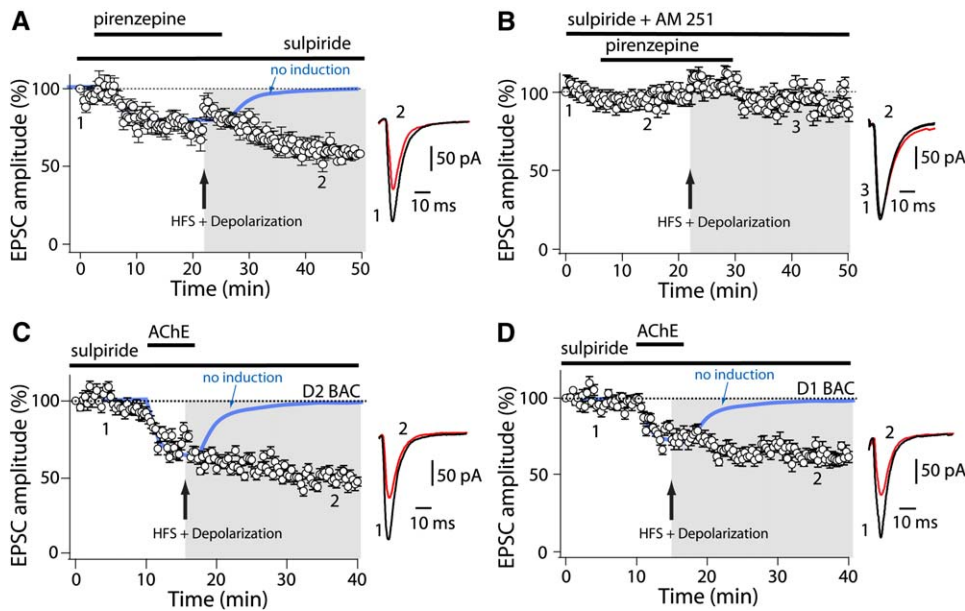 A
pirenzepine
sulpiride
no induction
EPSC amplitude (%)
100
50
0
1
2
HFS + Depolarization
0 10 20 30 40 50
Time (min)
2
1
50 pA
10 ms
B
sulpiride + AM 251
pirenzepine
EPSC amplitude (%)
100
50
0
1
2
3
HFS + Depolarization
0 10 20 30 40 50
Time (min)
2
3
1
50 pA
10 ms
C
AChE
sulpiride
no induction
D2 BAC
EPSC amplitude (%)
100
50
0
1
2
HFS + Depolarization
0 10 20 30 40
Time (min)
2
1
50 pA
10 ms
D
AChE
sulpiride
no induction
D1 BAC
EPSC amplitude (%)
100
50
0
1
2
HFS + Depolarization
0 10 20 30 40
Time (min)
2
1
50 pA
10 ms